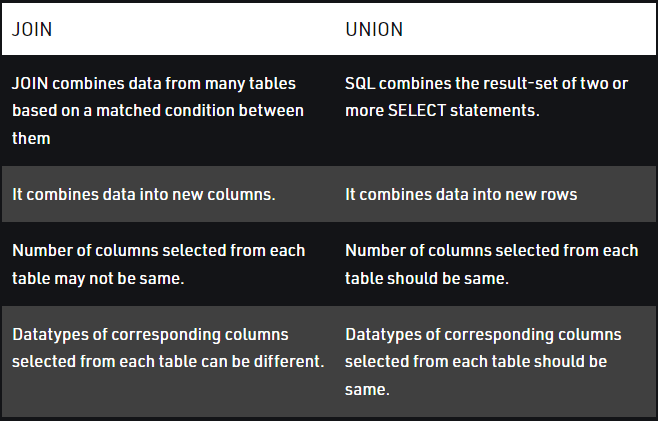 JOIN
UNION
JOIN combines data from many tables
based on a matched condition between
them
SQL combines the result-set of two or
more SELECT statements.
It combines data into new columns.
It combines data into new rows
Number of columns selected from each
table may not be same.
Number of columns selected from each
table should be same.
Datatypes of corresponding columns
selected from each table can be different.
Datatypes of corresponding columns
selected from each table should be
same.